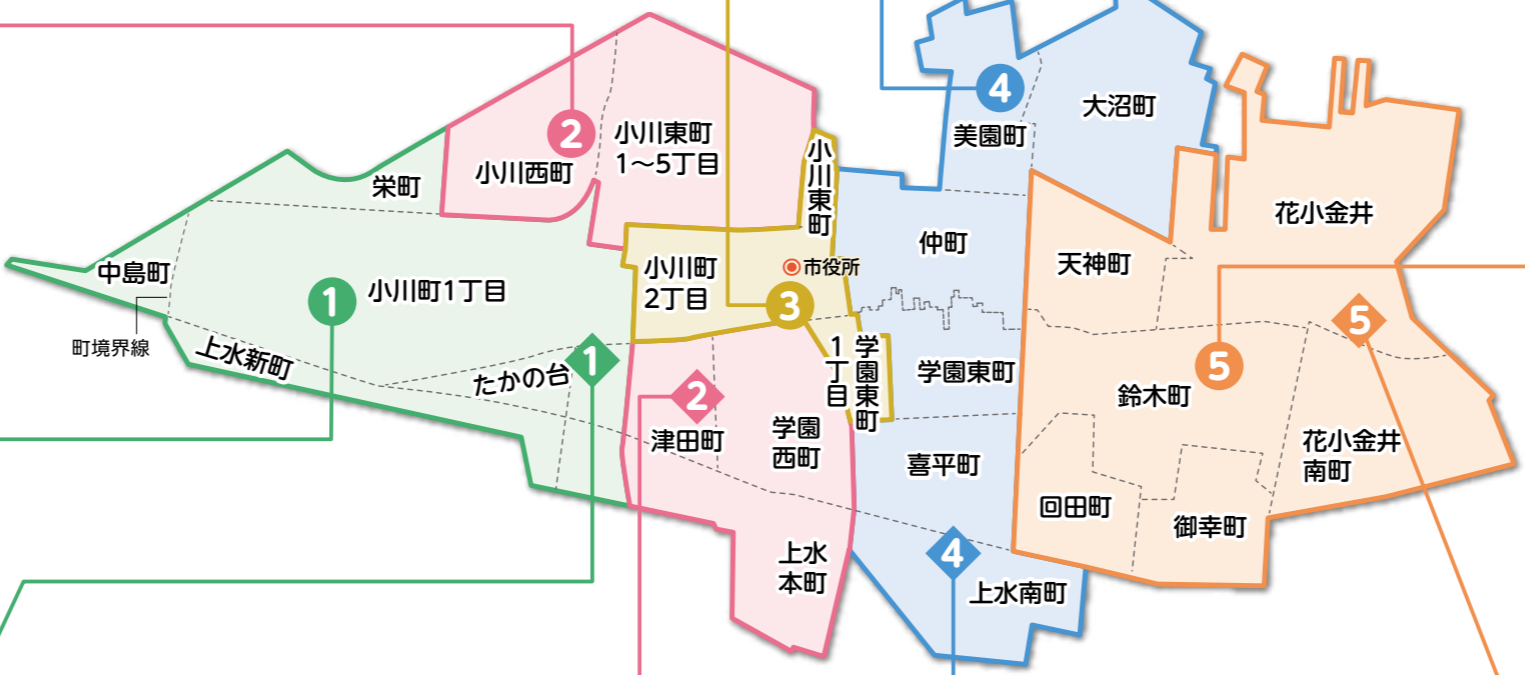 4
大沼町
美園町
2
小川東町
1〜5丁目
小川西町
小川東町
栄町
花小金井
仲町
天神町
市役所
小川町
2丁目
中島町
1
小川町1丁目
3
5
町境界線
上水新町
たかの台
1
学園東町
1丁目
学園東町
5
鈴木町
2
津田町
学園
西町
花小金井
南町
喜平町
回田町
御幸町
4
上水
本町
上水南町